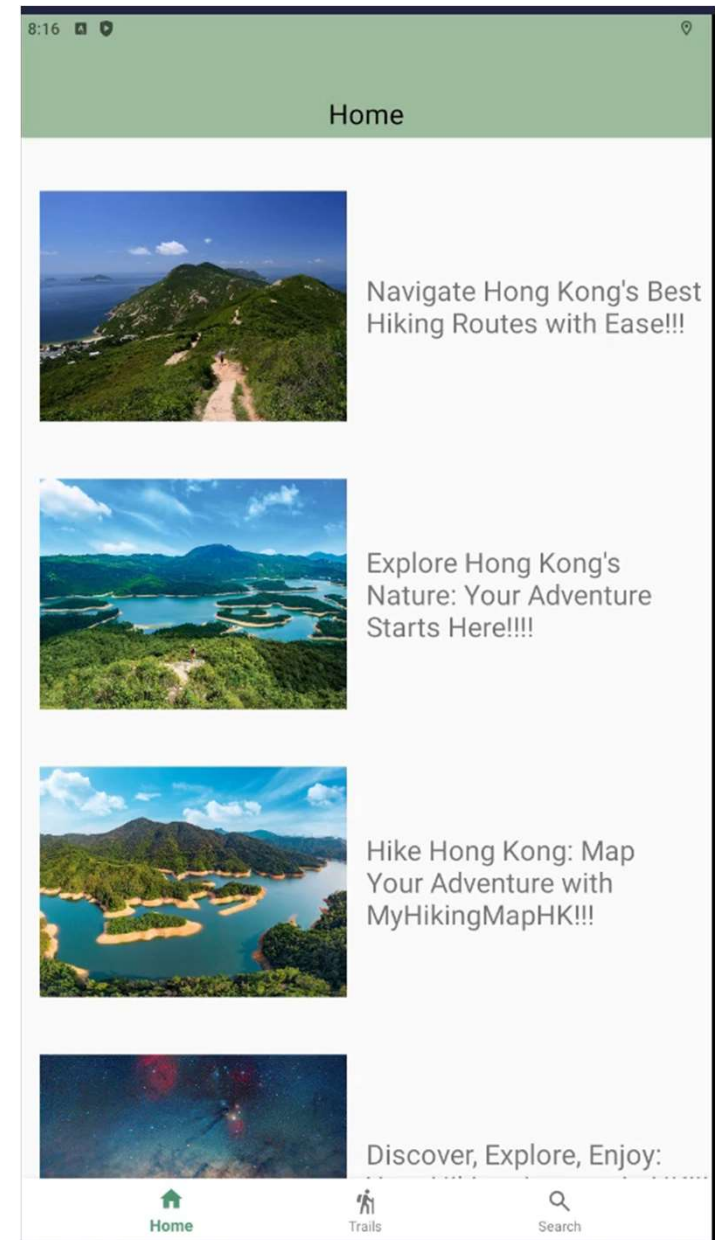 8:16
Home
Navigate Hong Kong's Best
Hiking Routes with Ease!!!
Explore Hong Kong's
Nature: Your Adventure
Starts Here!!!!
Hike Hong Kong: Map
Your Adventure with
MyHikingMapHK!!!
Discover, Explore, Enjoy:
Home
Trails
Search